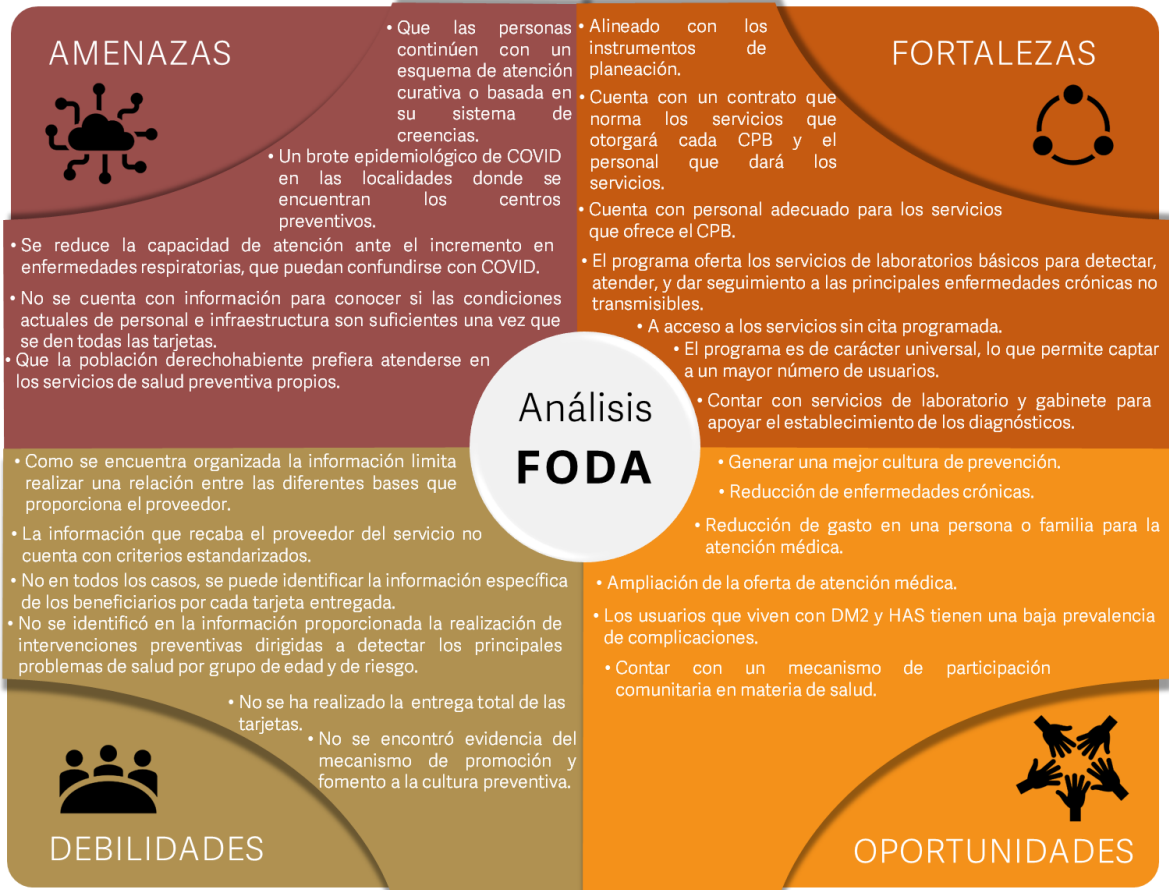 AMENAZAS
• Que las personas
continúen con un
esquema de atención
curativa o basada en
su sistema de
creencias.
• Un brote epidemiológico de COVID
en las localidades donde se
encuentran los centros
preventivos.
• Se reduce la capacidad de atención ante el incremento en
enfermedades respiratorias, que puedan confundirse con COVID.
• No se cuenta con información para conocer si las condiciones
actuales de personal e infraestructura son suficientes una vez que
se den todas las tarjetas.
• Que la población derechohabiente prefiera atenderse en
los servicios de salud preventiva propios.
FORTALEZAS
• Alineado con los
instrumentos de
planeación.
• Cuenta con un contrato que
norma los servicios que
otorgará cada CPB y el
personal que dará los
servicios.
• Cuenta con personal adecuado para los servicios
que ofrece el CPB.
• El programa oferta los servicios de laboratorios básicos para detectar,
atender, y dar seguimiento a las principales enfermedades crónicas no
transmisibles.
• A acceso a los servicios sin cita programada.
• El programa es de carácter universal, lo que permite captar
a un mayor número de usuarios.
• Contar con servicios de laboratorio y gabinete para
apoyar el establecimiento de los diagnósticos.
Análisis
FODA
• Como se encuentra organizada la información limita
realizar una relación entre las diferentes bases que
proporciona el proveedor.
• La información que recaba el proveedor del servicio no
cuenta con criterios estandarizados.
• No en todos los casos, se puede identificar la información específica
de los beneficiarios por cada tarjeta entregada.
• No se identificó en la información proporcionada la realización de
intervenciones preventivas dirigidas a detectar los principales
problemas de salud por grupo de edad y de riesgo.
• No se ha realizado la entrega total de las
tarjetas.
• No se encontró evidencia del
mecanismo de promoción y
fomento a la cultura preventiva.
DEBILIDADES
• Generar una mejor cultura de prevención.
• Reducción de enfermedades crónicas.
• Reducción de gasto en una persona o familia para la
atención médica.
• Ampliación de la oferta de atención médica.
• Los usuarios que viven con DM2 y HAS tienen una baja prevalencia
de complicaciones.
• Contar con un mecanismo de participación
comunitaria en materia de salud.
OPORTUNIDADES